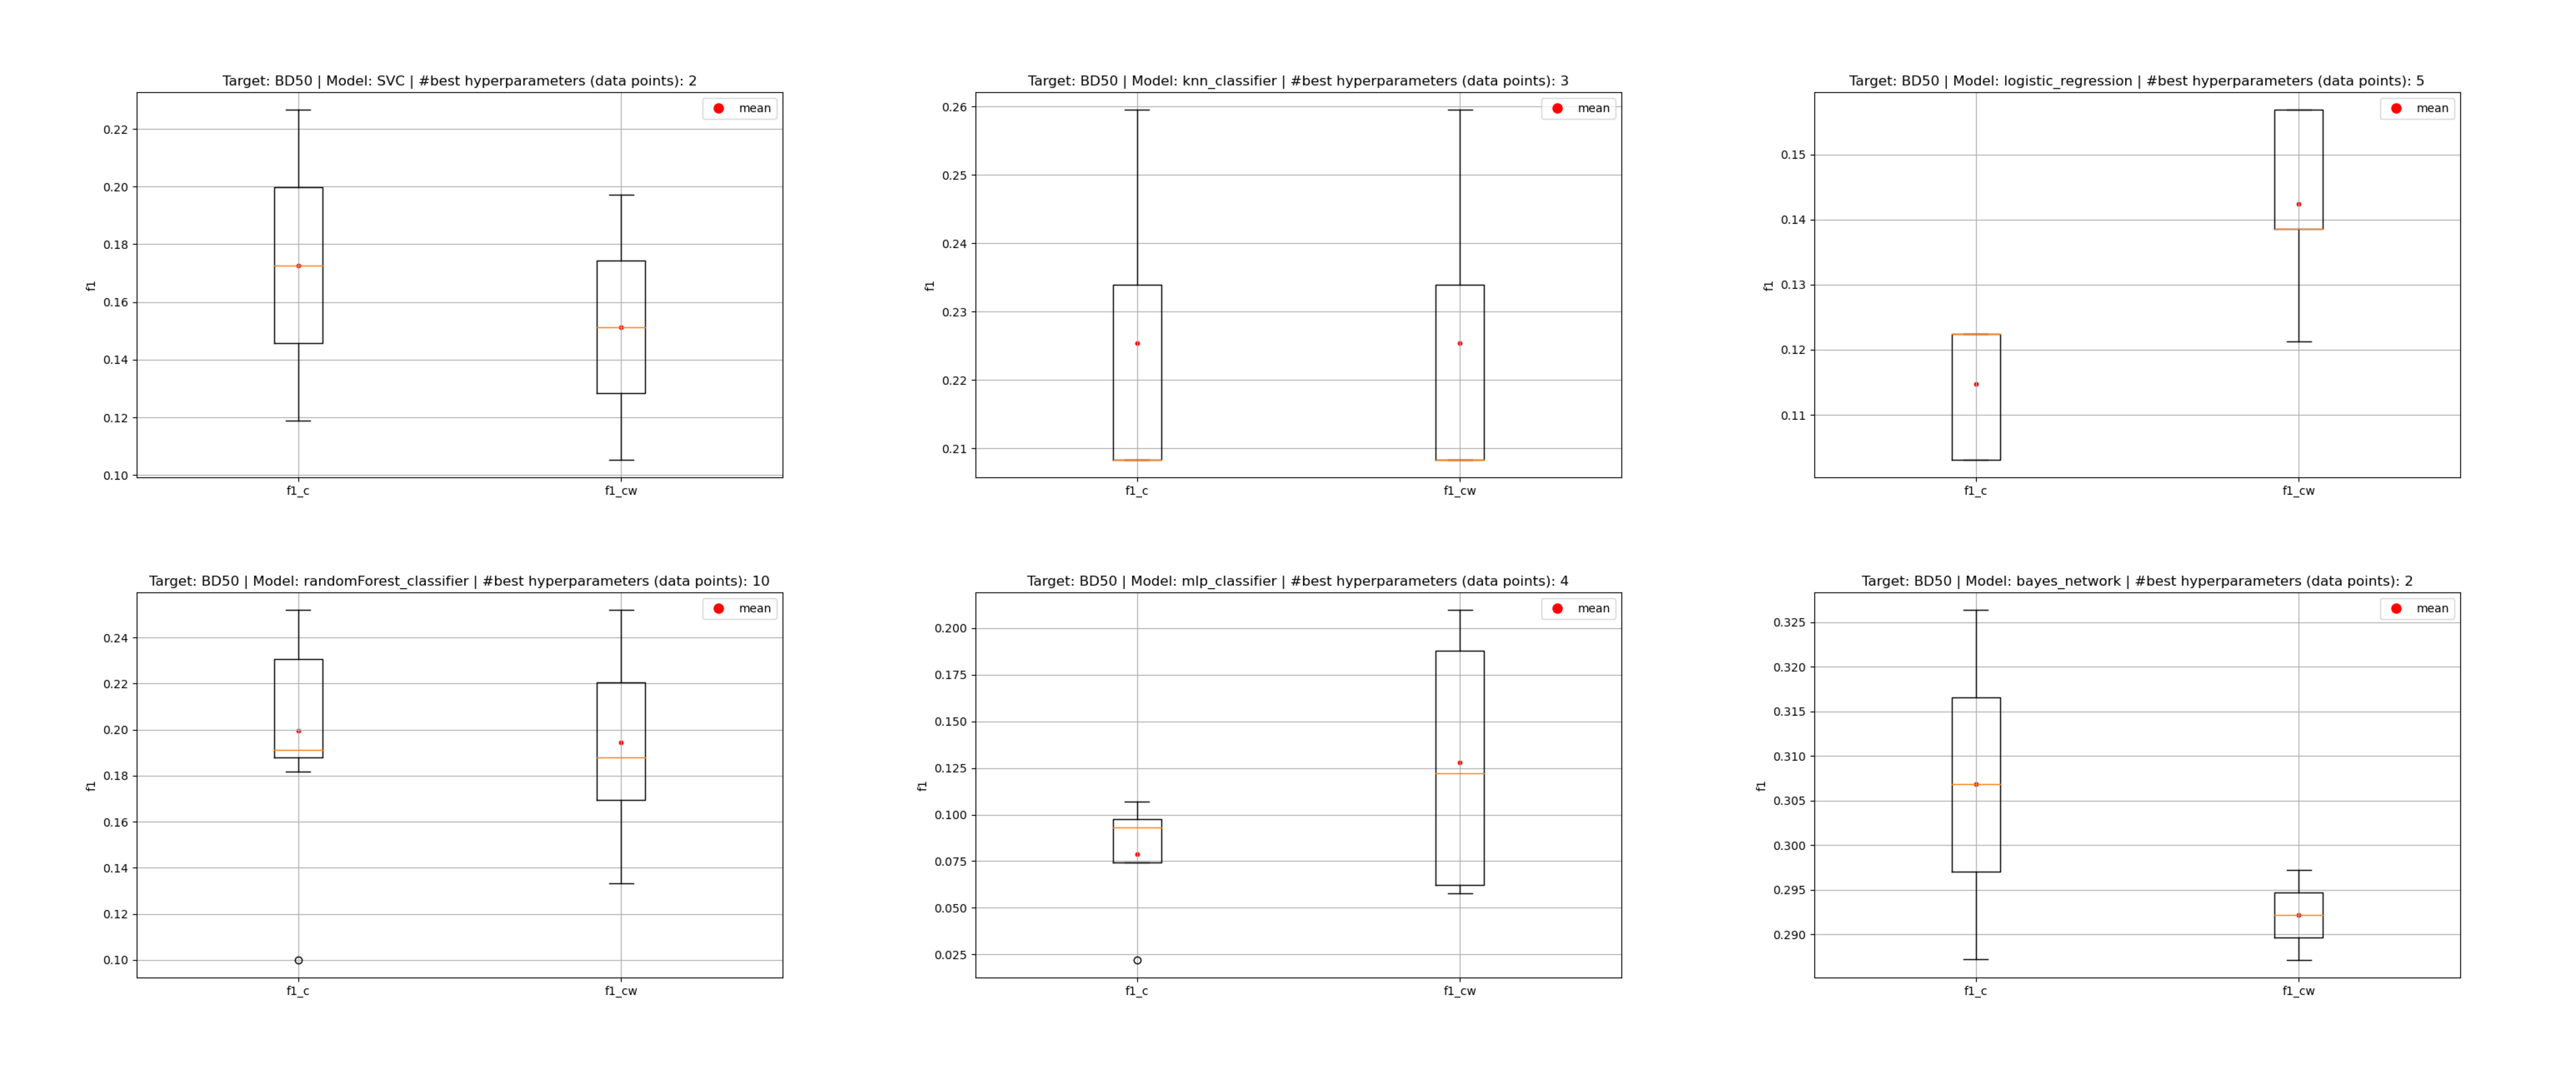 Target: BD50 | Model: SVC | #best hyperparameters (data points): 2
mean
0.22
0.20
0.18
0.16
0.14
0.12
0.10
f1
f1_c
f1_cw
Target: BD50 | Model: knn_classifier | #best hyperparameters (data points): 3
mean
0.26
0.25
0.24
0.23
0.22
0.21
f1
f1_c
f1_cw
Target: BD50 | Model: logistic_regression | #best hyperparameters (data points): 5
mean
0.15
0.14
0.13
0.12
0.11
f1
f1_c
f1_cw
Target: BD50 | Model: randomForest_classifier | #best hyperparameters (data points): 10
mean
0.24
0.22
0.20
0.18
0.16
0.14
0.12
0.10
f1
f1_c
f1_cw
Target: BD50 | Model: mlp_classifier | #best hyperparameters (data points): 4
mean
0.200
0.175
0.150
0.125
0.100
0.075
0.050
0.025
f1
f1_c
f1_cw
Target: BD50 | Model: bayes_network | #best hyperparameters (data points): 2
mean
0.325
0.320
0.315
0.310
0.305
0.300
0.295
0.290
f1
f1_c
f1_cw